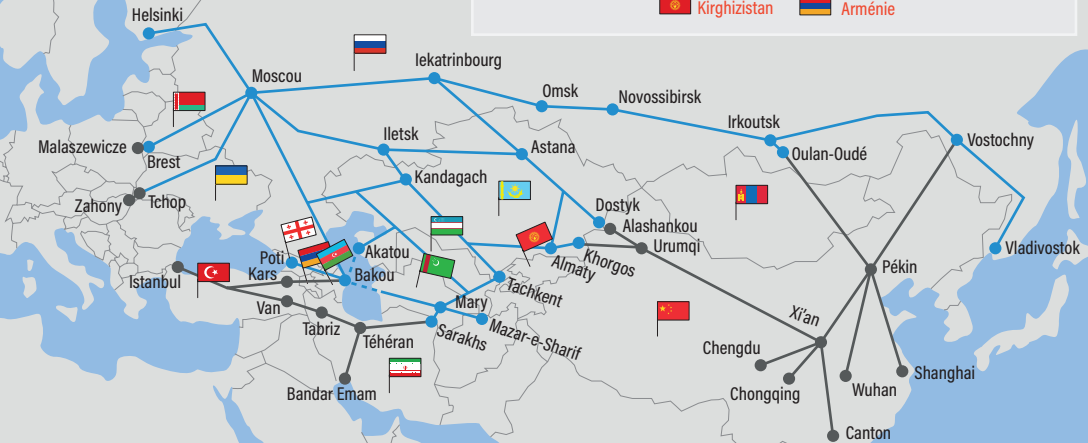 Kirghizistan
Arménie
Helsinki
Moscou
Iekatrinbourg
Omsk
Novossibirsk
Irkoutsk
Vostochny
Malaszewicze
Brest
Iletsk
Astana
Oulan-Oudé
Kandagach
Zahony
Tchop
Dostyk
Alashankou
Urumqi
Vladivostok
Poti
Akatou
Khorgos
Almaty
Pékin
Istanbul
Kars
Bakou
Tachkent
Van
Mary
Xi'an
Tabriz
Téhéran
Sarakhs
Mazar-e-Sharif
Chengdu
Shanghai
Bandar Emam
Chongqing
Wuhan
Canton